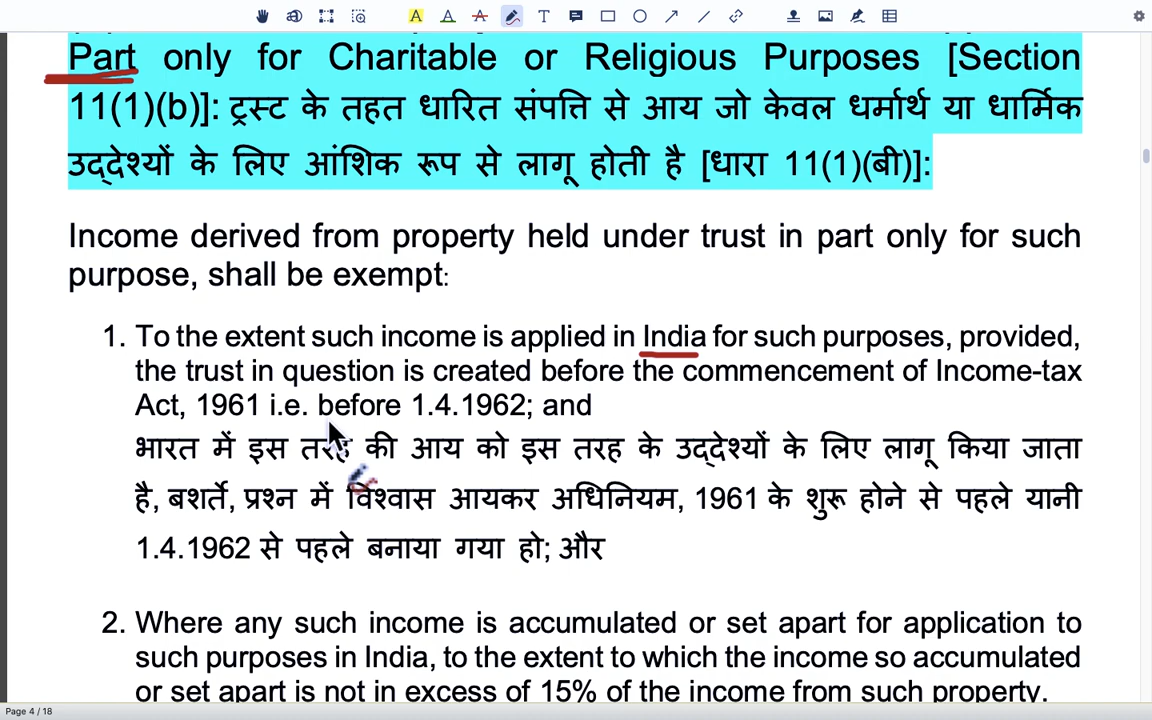 Part only for Charitable or Religious Purposes [Section
11(1)(b)]: ट्रस्ट के तहत धारित संपत्ति से आय जो केवल धर्मार्थ या धार्मिक
उद्देश्यों के लिए आंशिक रूप से लागू होती है [धारा 11(1)(बी)]:
Income derived from property held under trust in part only for such
purpose, shall be exempt:
1. To the extent such income is applied in India for such purposes, provided,
the trust in question is created before the commencement of Income-tax
Act, 1961 i.e. before 1.4.1962; and
भारत में इस तरह की आय को इस तरह के उद्देश्यों के लिए लागू किया जाता
है, बशर्ते, प्रश्न में विश्वास आयकर अधिनियम, 1961 के शुरू होने से पहले यानी
1.4.1962 से पहले बनाया गया हो; और
2. Where any such income is accumulated or set apart for application to
such purposes in India, to the extent to which the income so accumulated
or set apart is not in excess of 15% of the income from such property.
Page 4 / 18